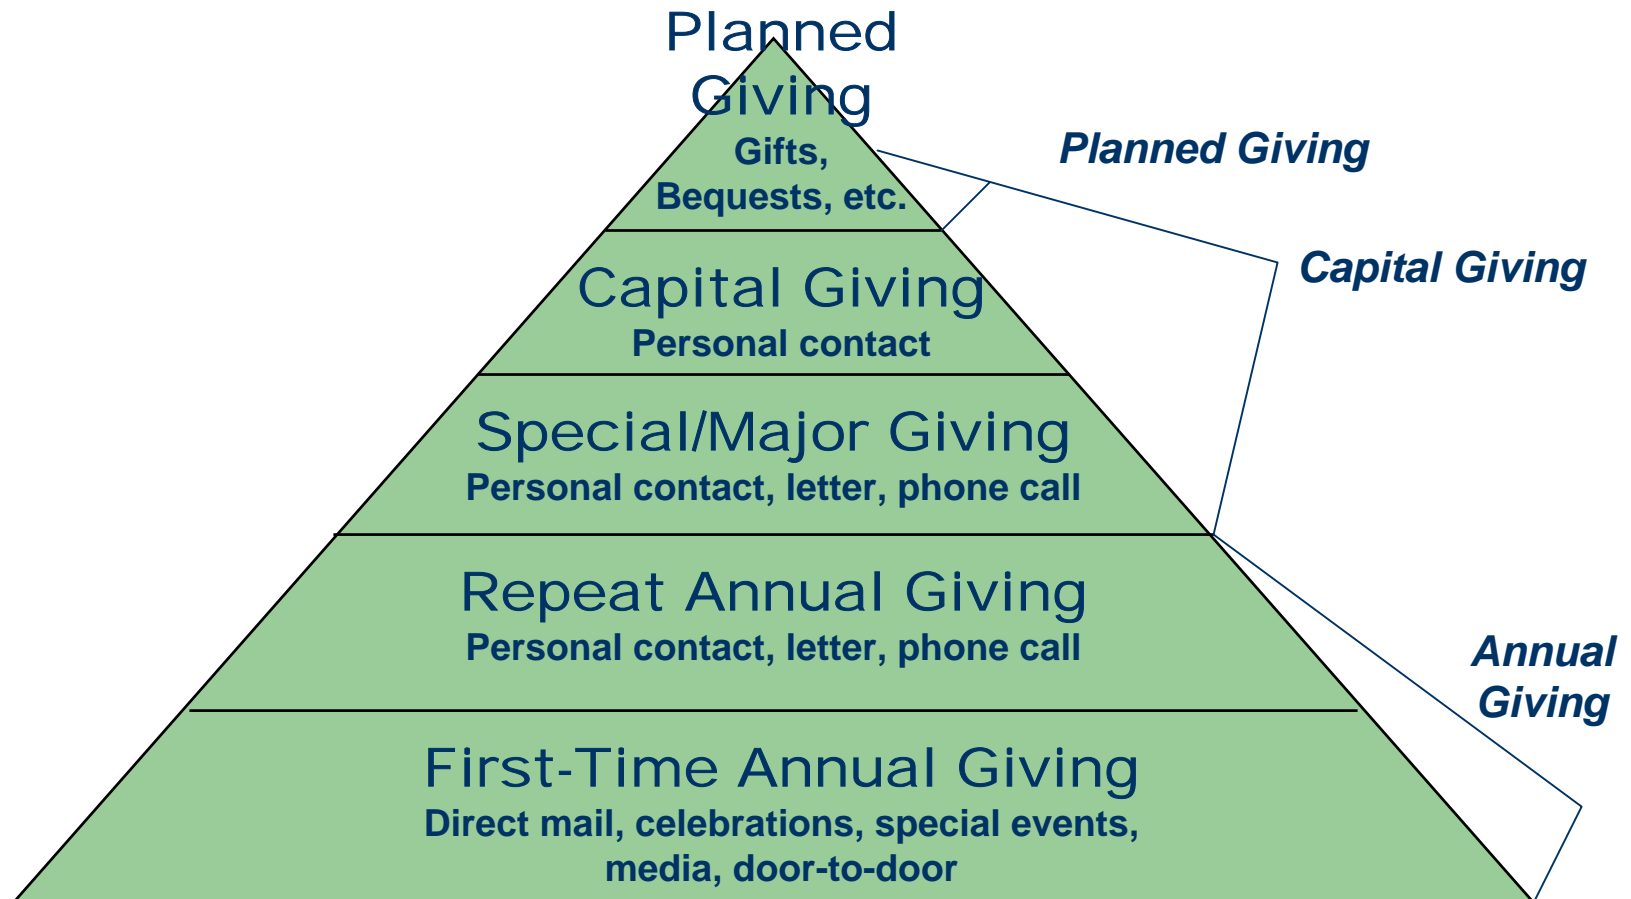 Planned
Giving
Gifts,
Bequests, etc.
Planned Giving
Capital Giving
Personal contact
Capital Giving
Special/Major Giving
Personal contact, letter, phone call
Repeat Annual Giving
Personal contact, letter, phone call
Annual
Giving
First-Time Annual Giving
Direct mail, celebrations, special events,
media, door-to-door